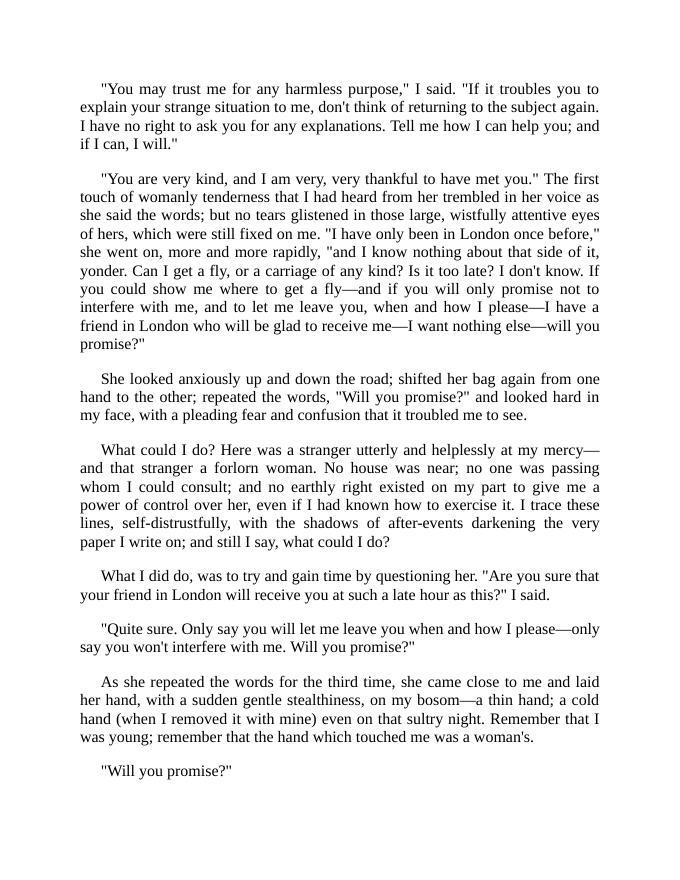 "You may trust me for any harmless purpose," I said. "If it troubles you to
explain your strange situation to me, don't think of returning to the subject again.
I have no right to ask you for any explanations. Tell me how I can help you; and
if I can, I will."
"You are very kind, and I am very, very thankful to have met you." The first
touch of womanly tenderness that I had heard from her trembled in her voice as
she said the words; but no tears glistened in those large, wistfully attentive eyes
of hers, which were still fixed on me. "I have only been in London once before,"
she went on, more and more rapidly, "and I know nothing about that side of it,
yonder. Can I get a fly, or a carriage of any kind? Is it too late? I don't know. If
you could show me where to get a fly—and if you will only promise not to
interfere with me, and to let me leave you, when and how I please—I have a
friend in London who will be glad to receive me—I want nothing else—will you
promise?"
She looked anxiously up and down the road; shifted her bag again from one
hand to the other; repeated the words, "Will you promise?" and looked hard in
my face, with a pleading fear and confusion that it troubled me to see.
What could I do? Here was a stranger utterly and helplessly at my mercy—
and that stranger a forlorn woman. No house was near; no one was passing
whom I could consult; and no earthly right existed on my part to give me a
power of control over her, even if I had known how to exercise it. I trace these
lines, self-distrustfully, with the shadows of after-events darkening the very
paper I write on; and still I say, what could I do?
What I did do, was to try and gain time by questioning her. "Are you sure that
your friend in London will receive you at such a late hour as this?" I said.
"Quite sure. Only say you will let me leave you when and how I please—only
say you won't interfere with me. Will you promise?"
As she repeated the words for the third time, she came close to me and laid
her hand, with a sudden gentle stealthiness, on my bosom—a thin hand; a cold
hand (when I removed it with mine) even on that sultry night. Remember that I
was young; remember that the hand which touched me was a woman's.
"Will you promise?"